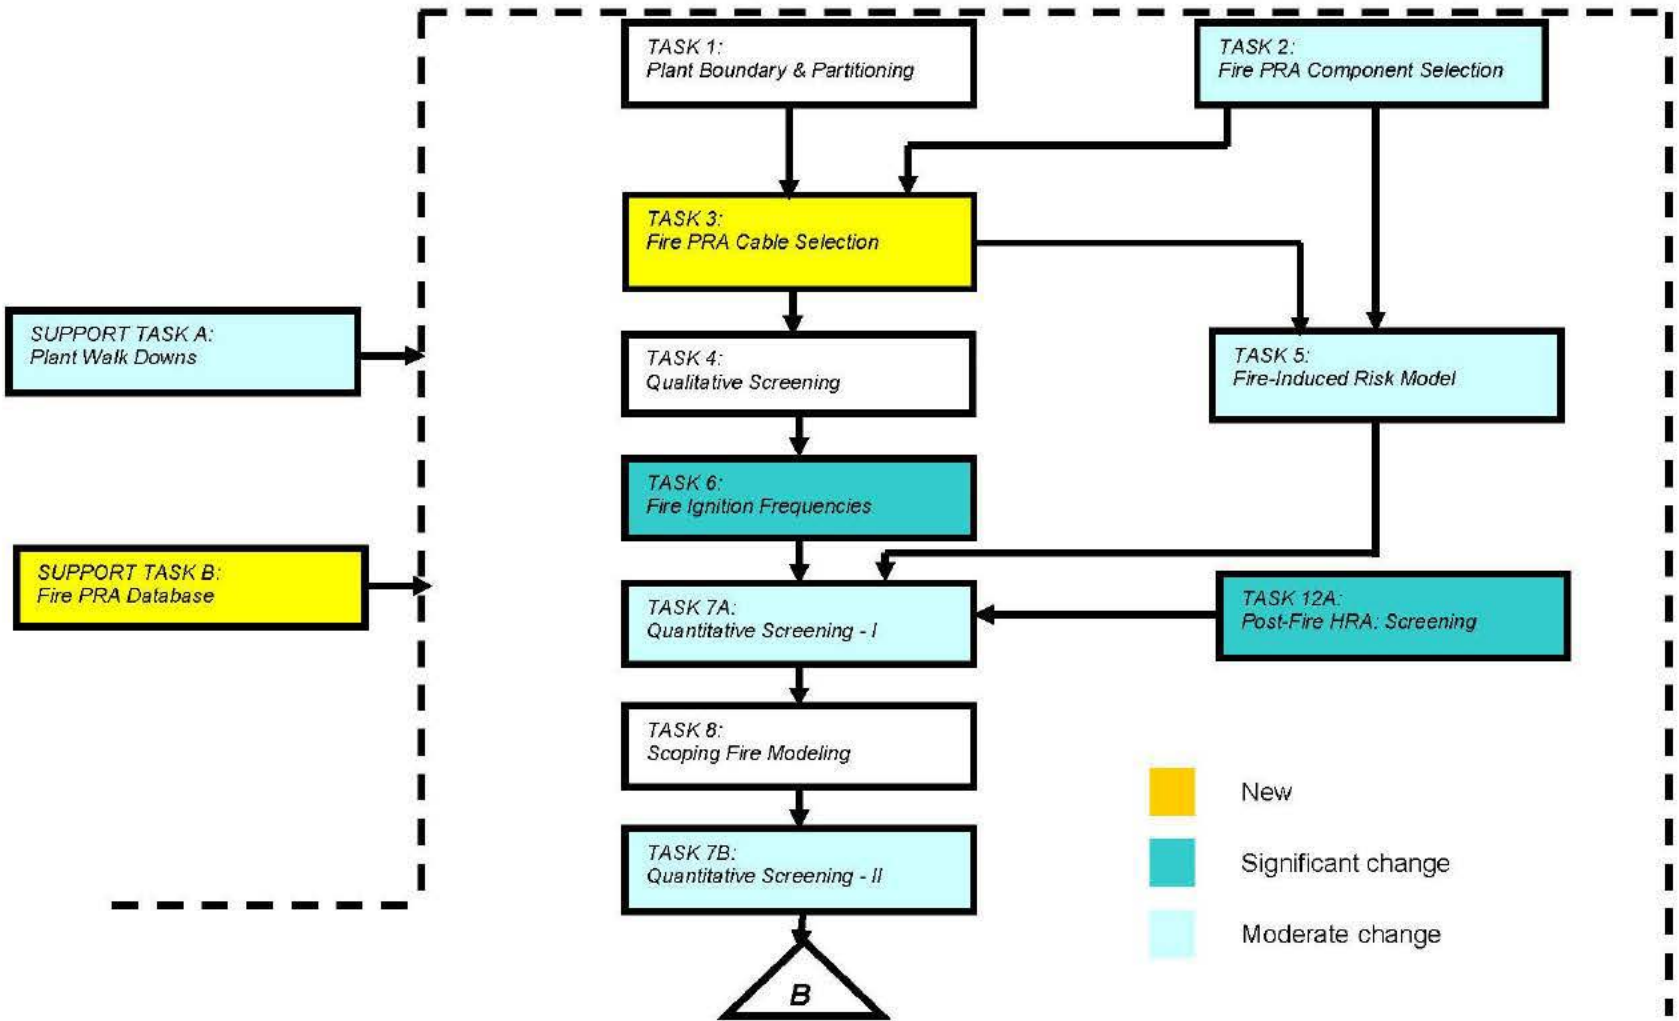 TASK 1:
Plant Boundary & Partitioning
TASK 2:
Fire PRA Component Selection
TASK 3:
Fire PRA Cable Selection
SUPPORT TASK A:
Plant Walk Downs
TASK 4:
Qualitative Screening
TASK 5:
Fire-Induced Risk Model
TASK 6:
Fire Ignition Frequencies
SUPPORT TASK B:
Fire PRA Database
TASK 7A:
Quantitative Screening - I
TASK 12A:
Post-Fire HRA: Screening
TASK 8:
Scoping Fire Modeling
TASK 7B:
Quantitative Screening - II
New
Significant change
Moderate change
B